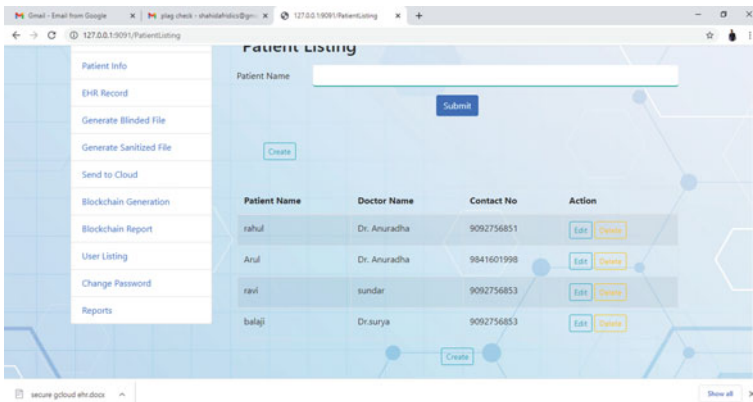 Gmail - Email from Google
plag check - shahidafridics@gm
127.0.0.1:9091/PatientListing
127.0.0.1:9091/PatientListing
Patient Listing
Patient Info
EHR Record
Generate Blinded File
Generate Sanitized File
Send to Cloud
Blockchain Generation
Blockchain Report
User Listing
Change Password
Reports
Patient Name
Submit
Create
Patient Name Doctor Name Contact No Action
rahul Dr. Anuradha 9092756851 Edit Delete
Arul Dr. Anuradha 9841601998 Edit Delete
ravi sundar 9092756853 Edit Delete
balaji Dr.surya 9092756853 Edit Delete
Create
secure gcloud ehr.docx
Show all